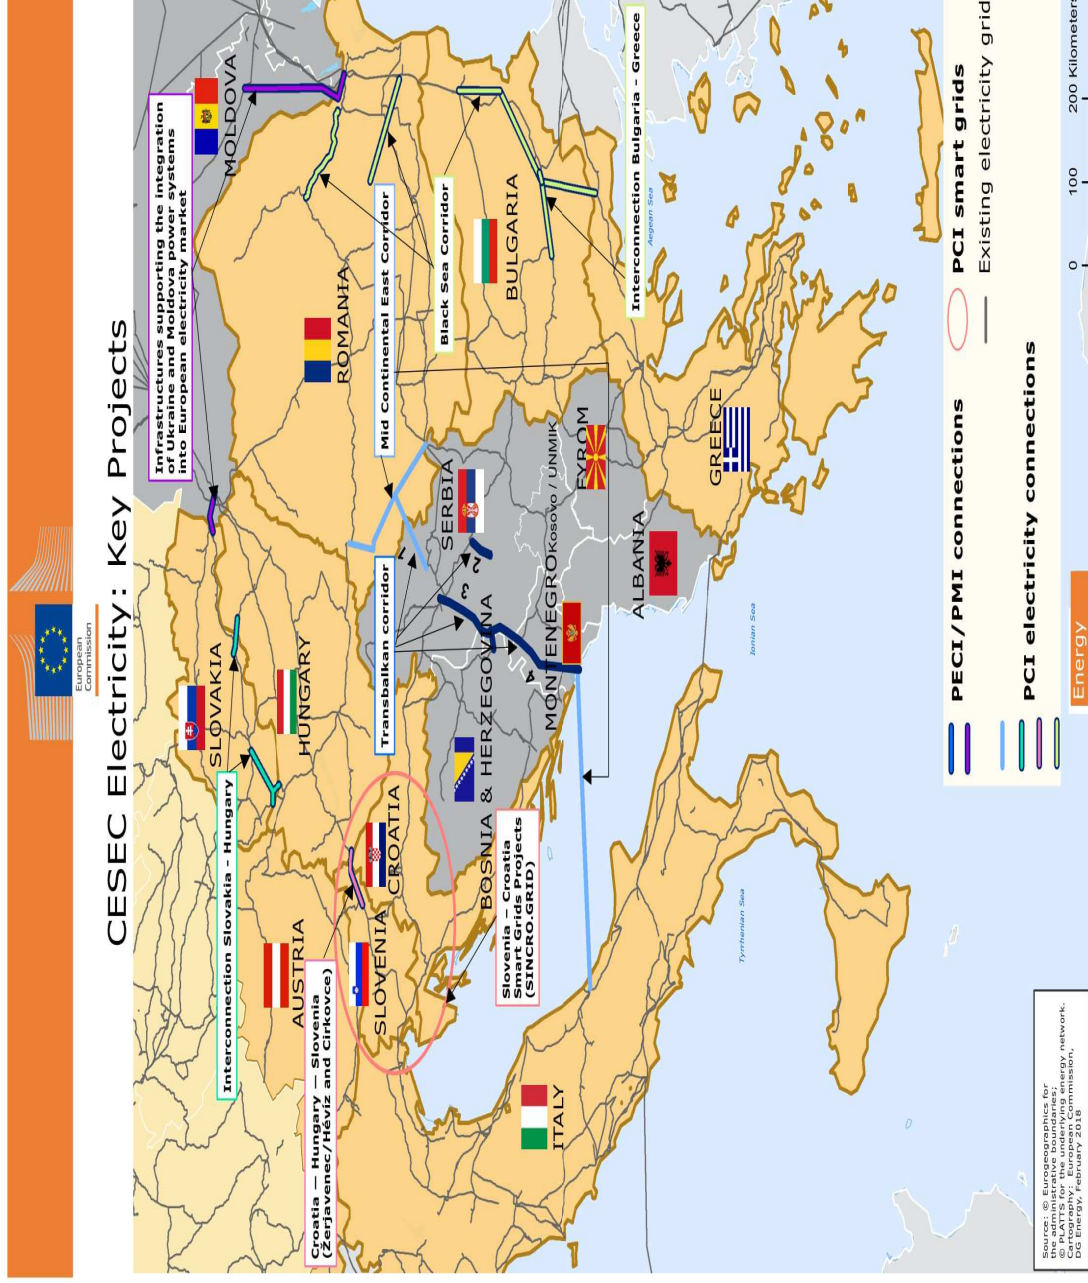 European
Commission
CESEC Electricity: Key Projects
Infrastructures supporting the integration
of Ukraine and Moldova power systems
into European electricity market
MOLDOVA
Interconnection Slovakia - Hungary
SLOVAKIA
HUNGARY
ROMANIA
AUSTRIA
Croatia — Hungary — Slovenia
(Žerjavenec/Hévíz and Cirkovce)
SLOVENIA
CROATIA
Transbalkan corridor
Mid Continental East Corridor
Black Sea Corridor
1
2
3
4
SERBIA
BULGARIA
BOSNIA & HERZEGOVINA
Slovenia - Croatia
Smart Grids Projects
(SINCRO.GRID)
MONTENEGRO
Kosovo / UNMIK
FYROM
Interconnection Bulgaria - Greece
ITALY
ALBANIA
GREECE
Aegean Sea
Ionian Sea
Tyrrhenian Sea
PECI/PMI connections
PCI smart grids
Existing electricity grid
PCI electricity connections
0 100 200 Kilometers
Source: © Eurogeographics for
the administrative boundaries;
© PLATTS for the underlying energy network.
Cartography: European Commission,
DG Energy, February 2018
Energy